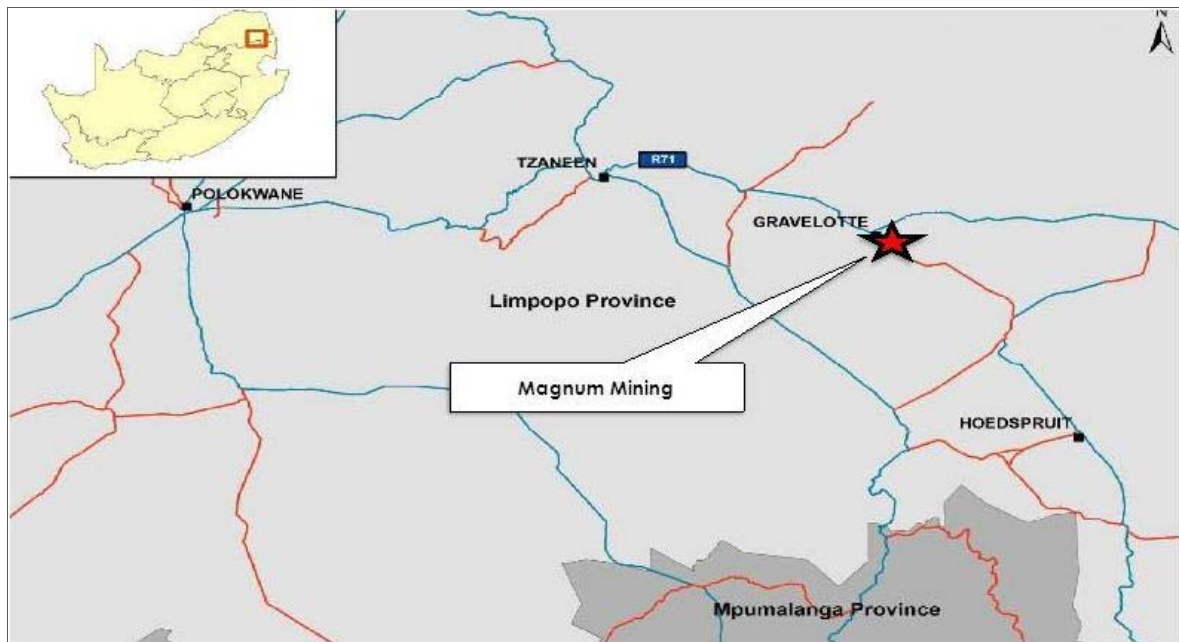 N
POLOKWANE
TZANEEN
R71
GRAVELOTTE
Limpopo Province
Magnum Mining
HOEDSPRUIT
Mpumalanga Province